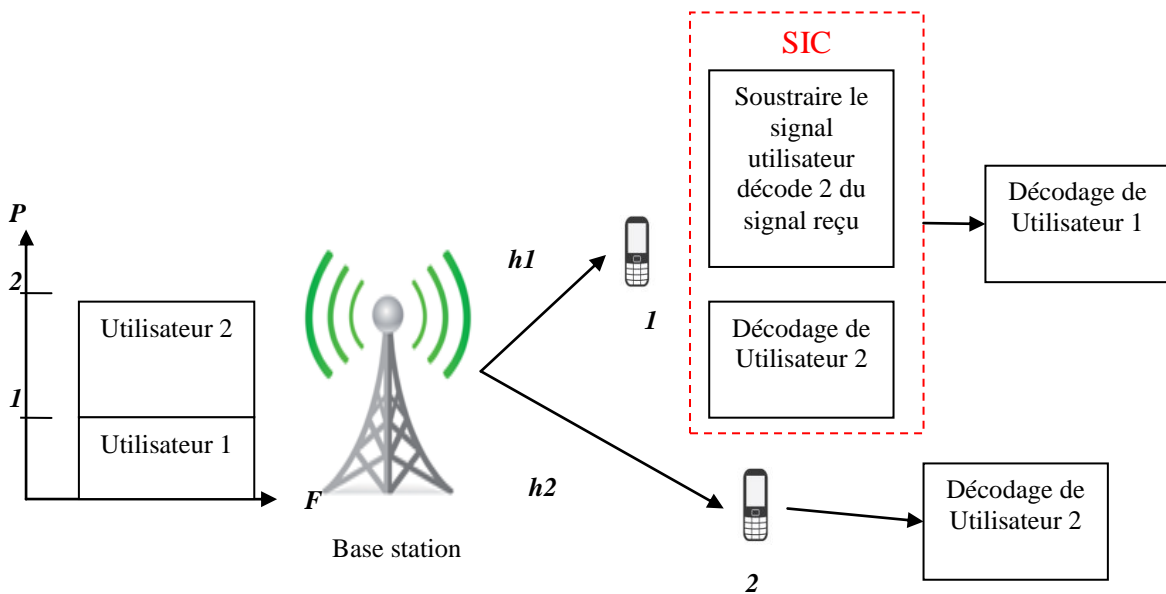 SIC
Soustraire le
signal
utilisateur
décode 2 du
signal reçu
Décodage de
Utilisateur 1
P
2
Utilisateur 2
1
Utilisateur 1
F
Base station
h1
1
Décodage de
Utilisateur 2
h2
2
Décodage de
Utilisateur 2